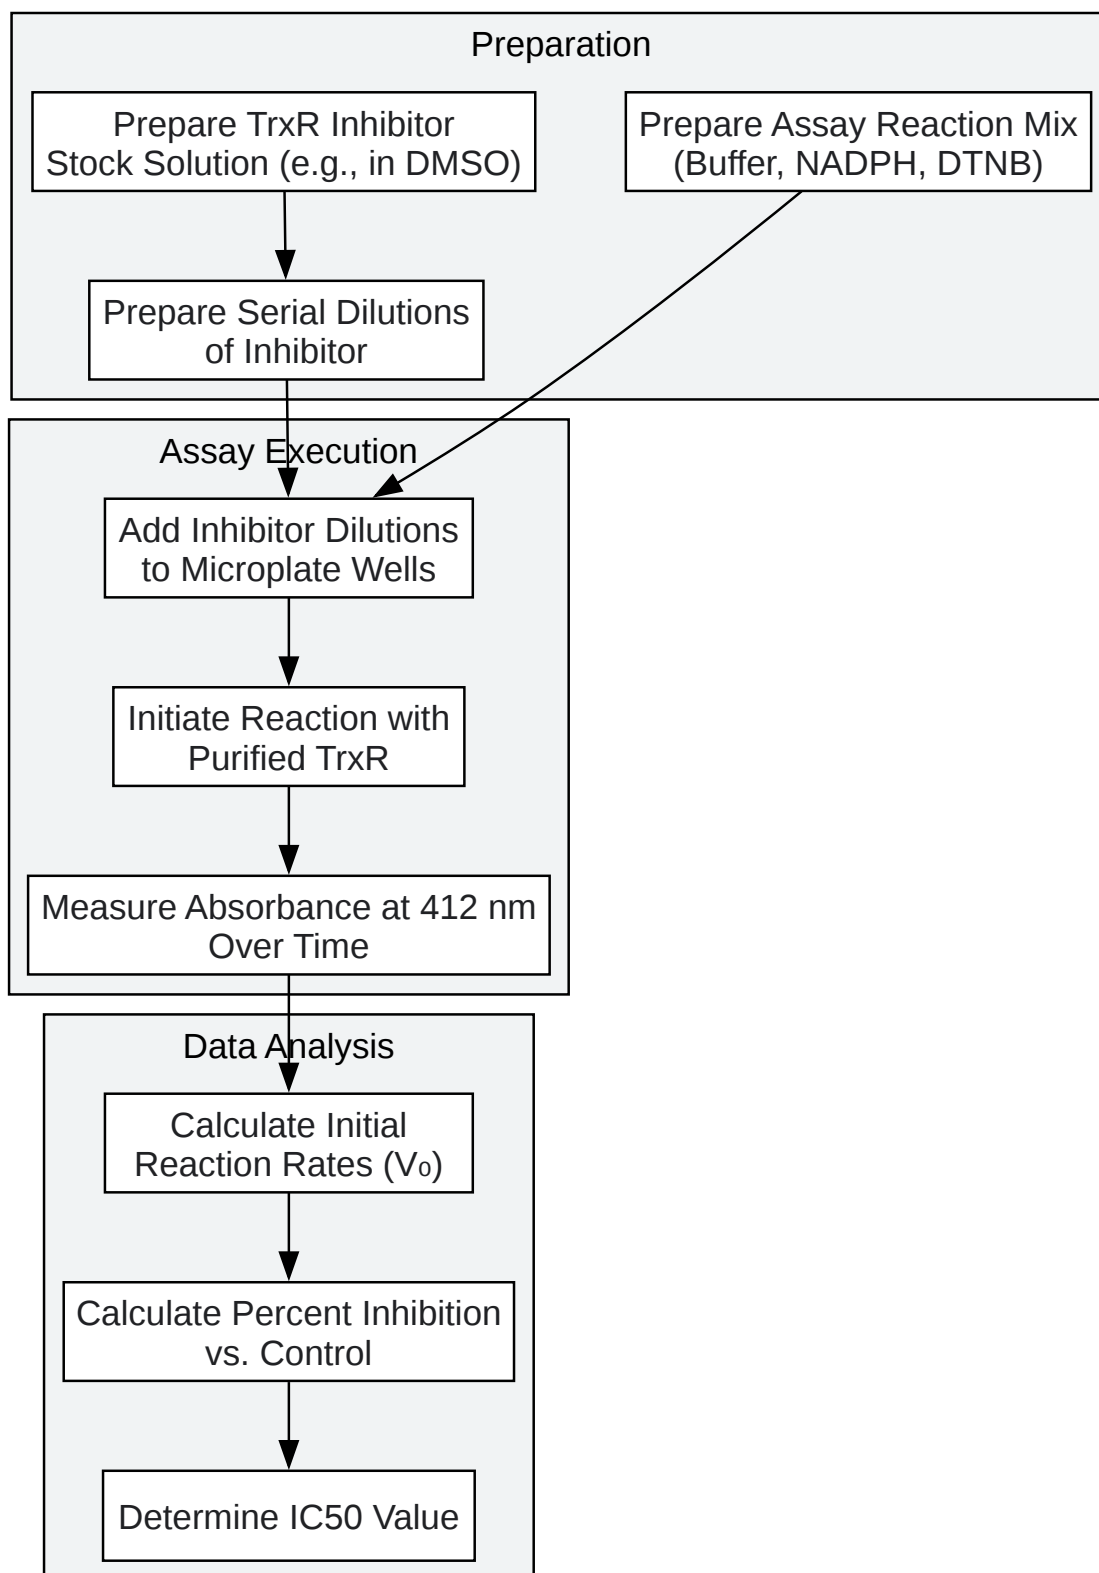 Preparation
Prepare TrxR Inhibitor
Stock Solution (e.g., in DMSO)
Prepare Assay Reaction Mix
(Buffer, NADPH, DTNB)
Prepare Serial Dilutions
of Inhibitor
Assay Execution
Add Inhibitor Dilutions
to Microplate Wells
Initiate Reaction with
Purified TrxR
Measure Absorbance at 412 nm
Over Time
Data Analysis
Calculate Initial
Reaction Rates (V₀)
Calculate Percent Inhibition
vs. Control
Determine IC50 Value